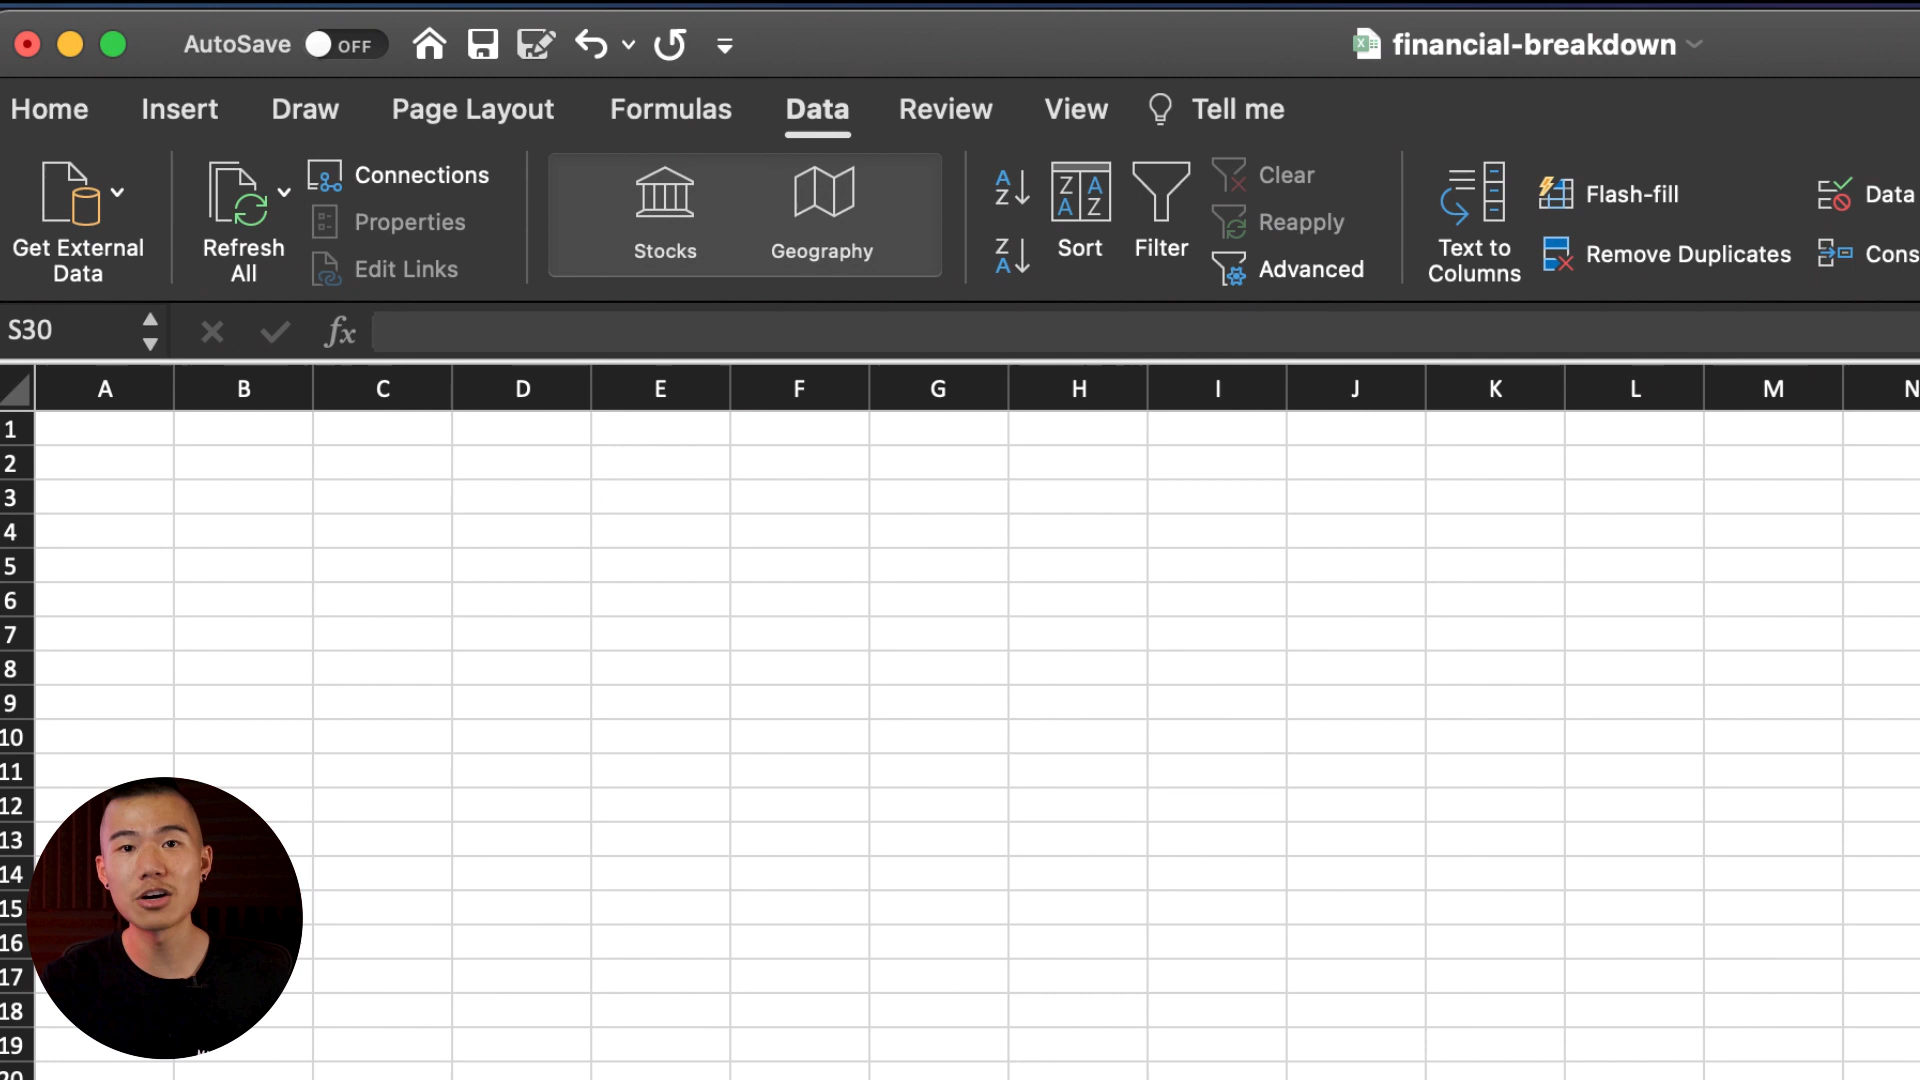 AutoSave OFF financial-breakdown
Home Insert Draw Page Layout Formulas Data Review View Tell me
Get External Data
Refresh All
Connections
Properties
Edit Links
Stocks
Geography
A Z
Z A
Z A A Z
Sort
Filter
Clear
Reapply
Advanced
Text to Columns
Flash-fill
Remove Duplicates
Data
Cons
S30 fx
A B C D E F G H I J K L M N
1
2
3
4
5
6
7
8
9
10
11
12
13
14
15
16
17
18
19
20